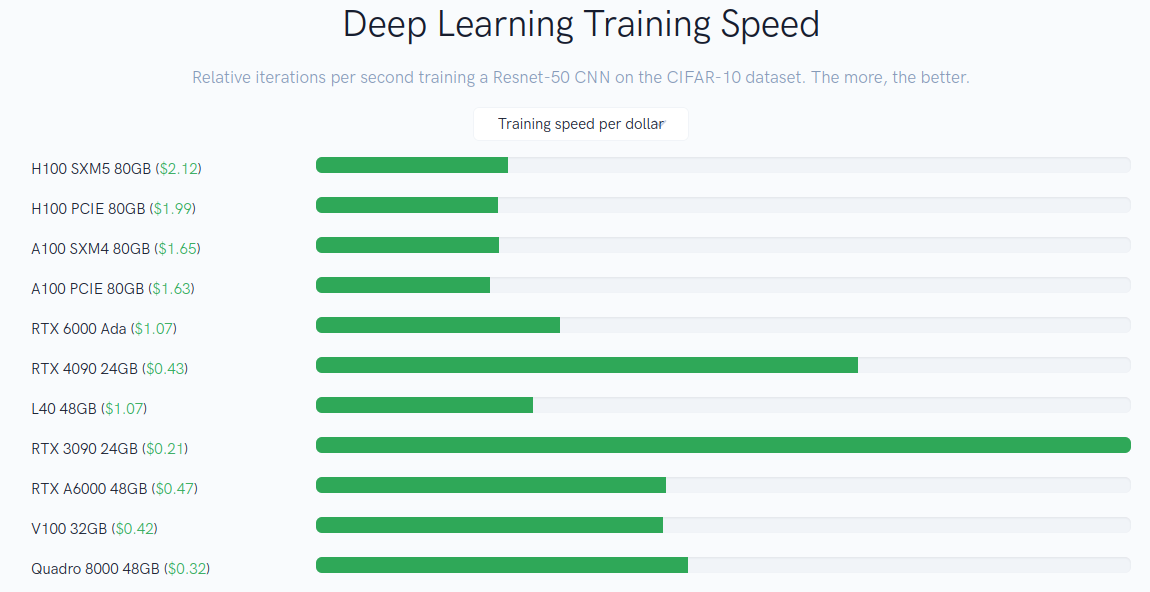 Deep Learning Training Speed
Relative iterations per second training a Resnet-50 CNN on the CIFAR-10 dataset. The more, the better.
Training speed per dollar
H100 SXM5 80GB ($2.12)
H100 PCIE 80GB ($1.99)
A100 SXM4 80GB ($1.65)
A100 PCIE 80GB ($1.63)
RTX 6000 Ada ($1.07)
RTX 4090 24GB ($0.43)
L40 48GB ($1.07)
RTX 3090 24GB ($0.21)
RTX A6000 48GB ($0.47)
V100 32GB ($0.42)
Quadro 8000 48GB ($0.32)